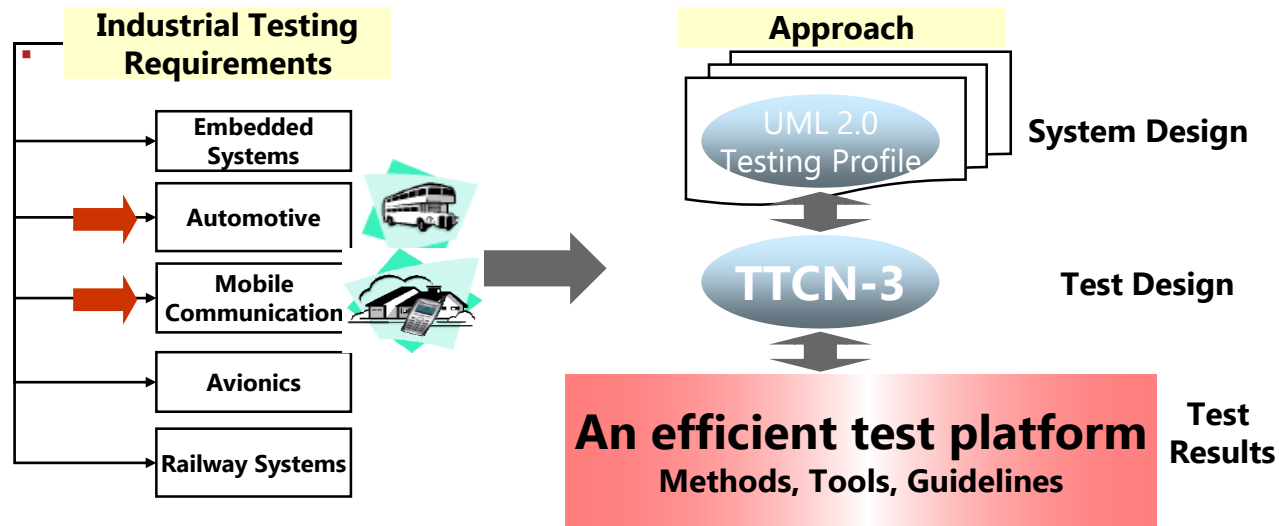 Industrial Testing
Requirements
Embedded
Systems
Automotive
Mobile
Communication
Avionics
Railway Systems
Approach
UML 2.0
Testing Profile
System Design
TTCN-3
Test Design
An efficient test platform
Methods, Tools, Guidelines
Test
Results